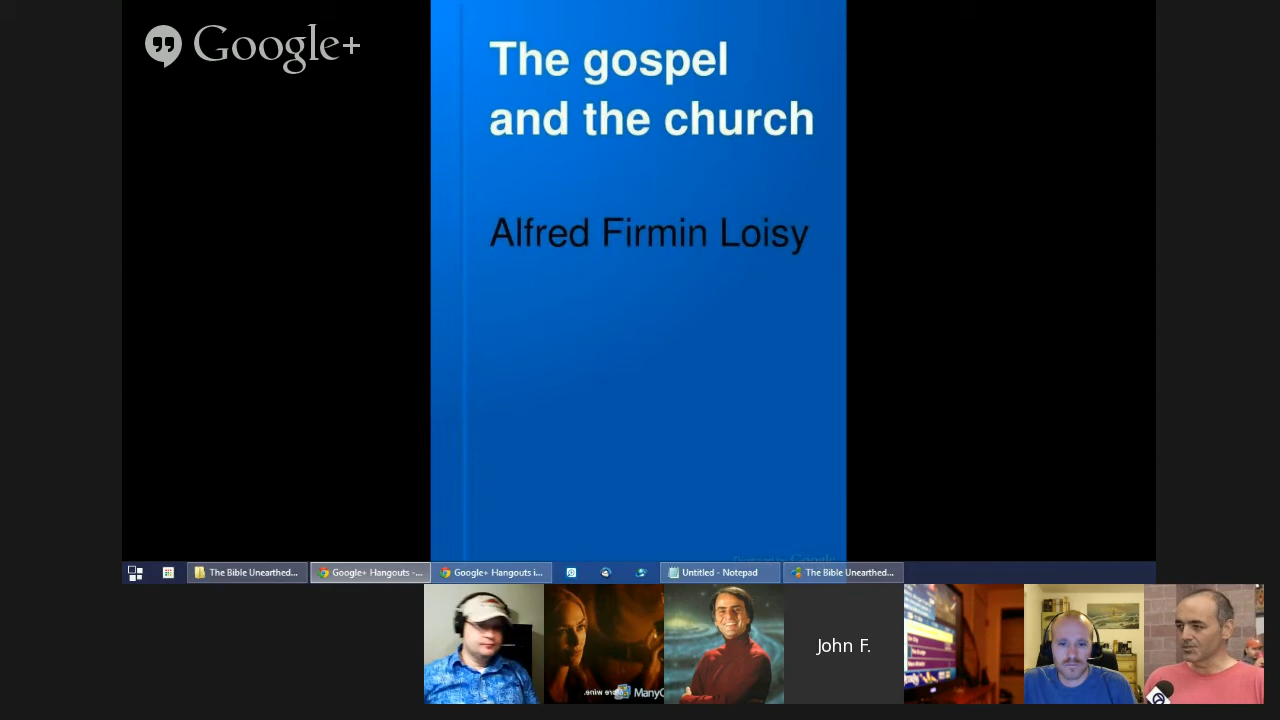 Google+
The gospel
and the church
Alfred Firmin Loisy
The Bible Unearthed...
Google+ Hangouts -...
Google+ Hangouts i...
Untitled - Notepad
The Bible Unearthed...
John F.